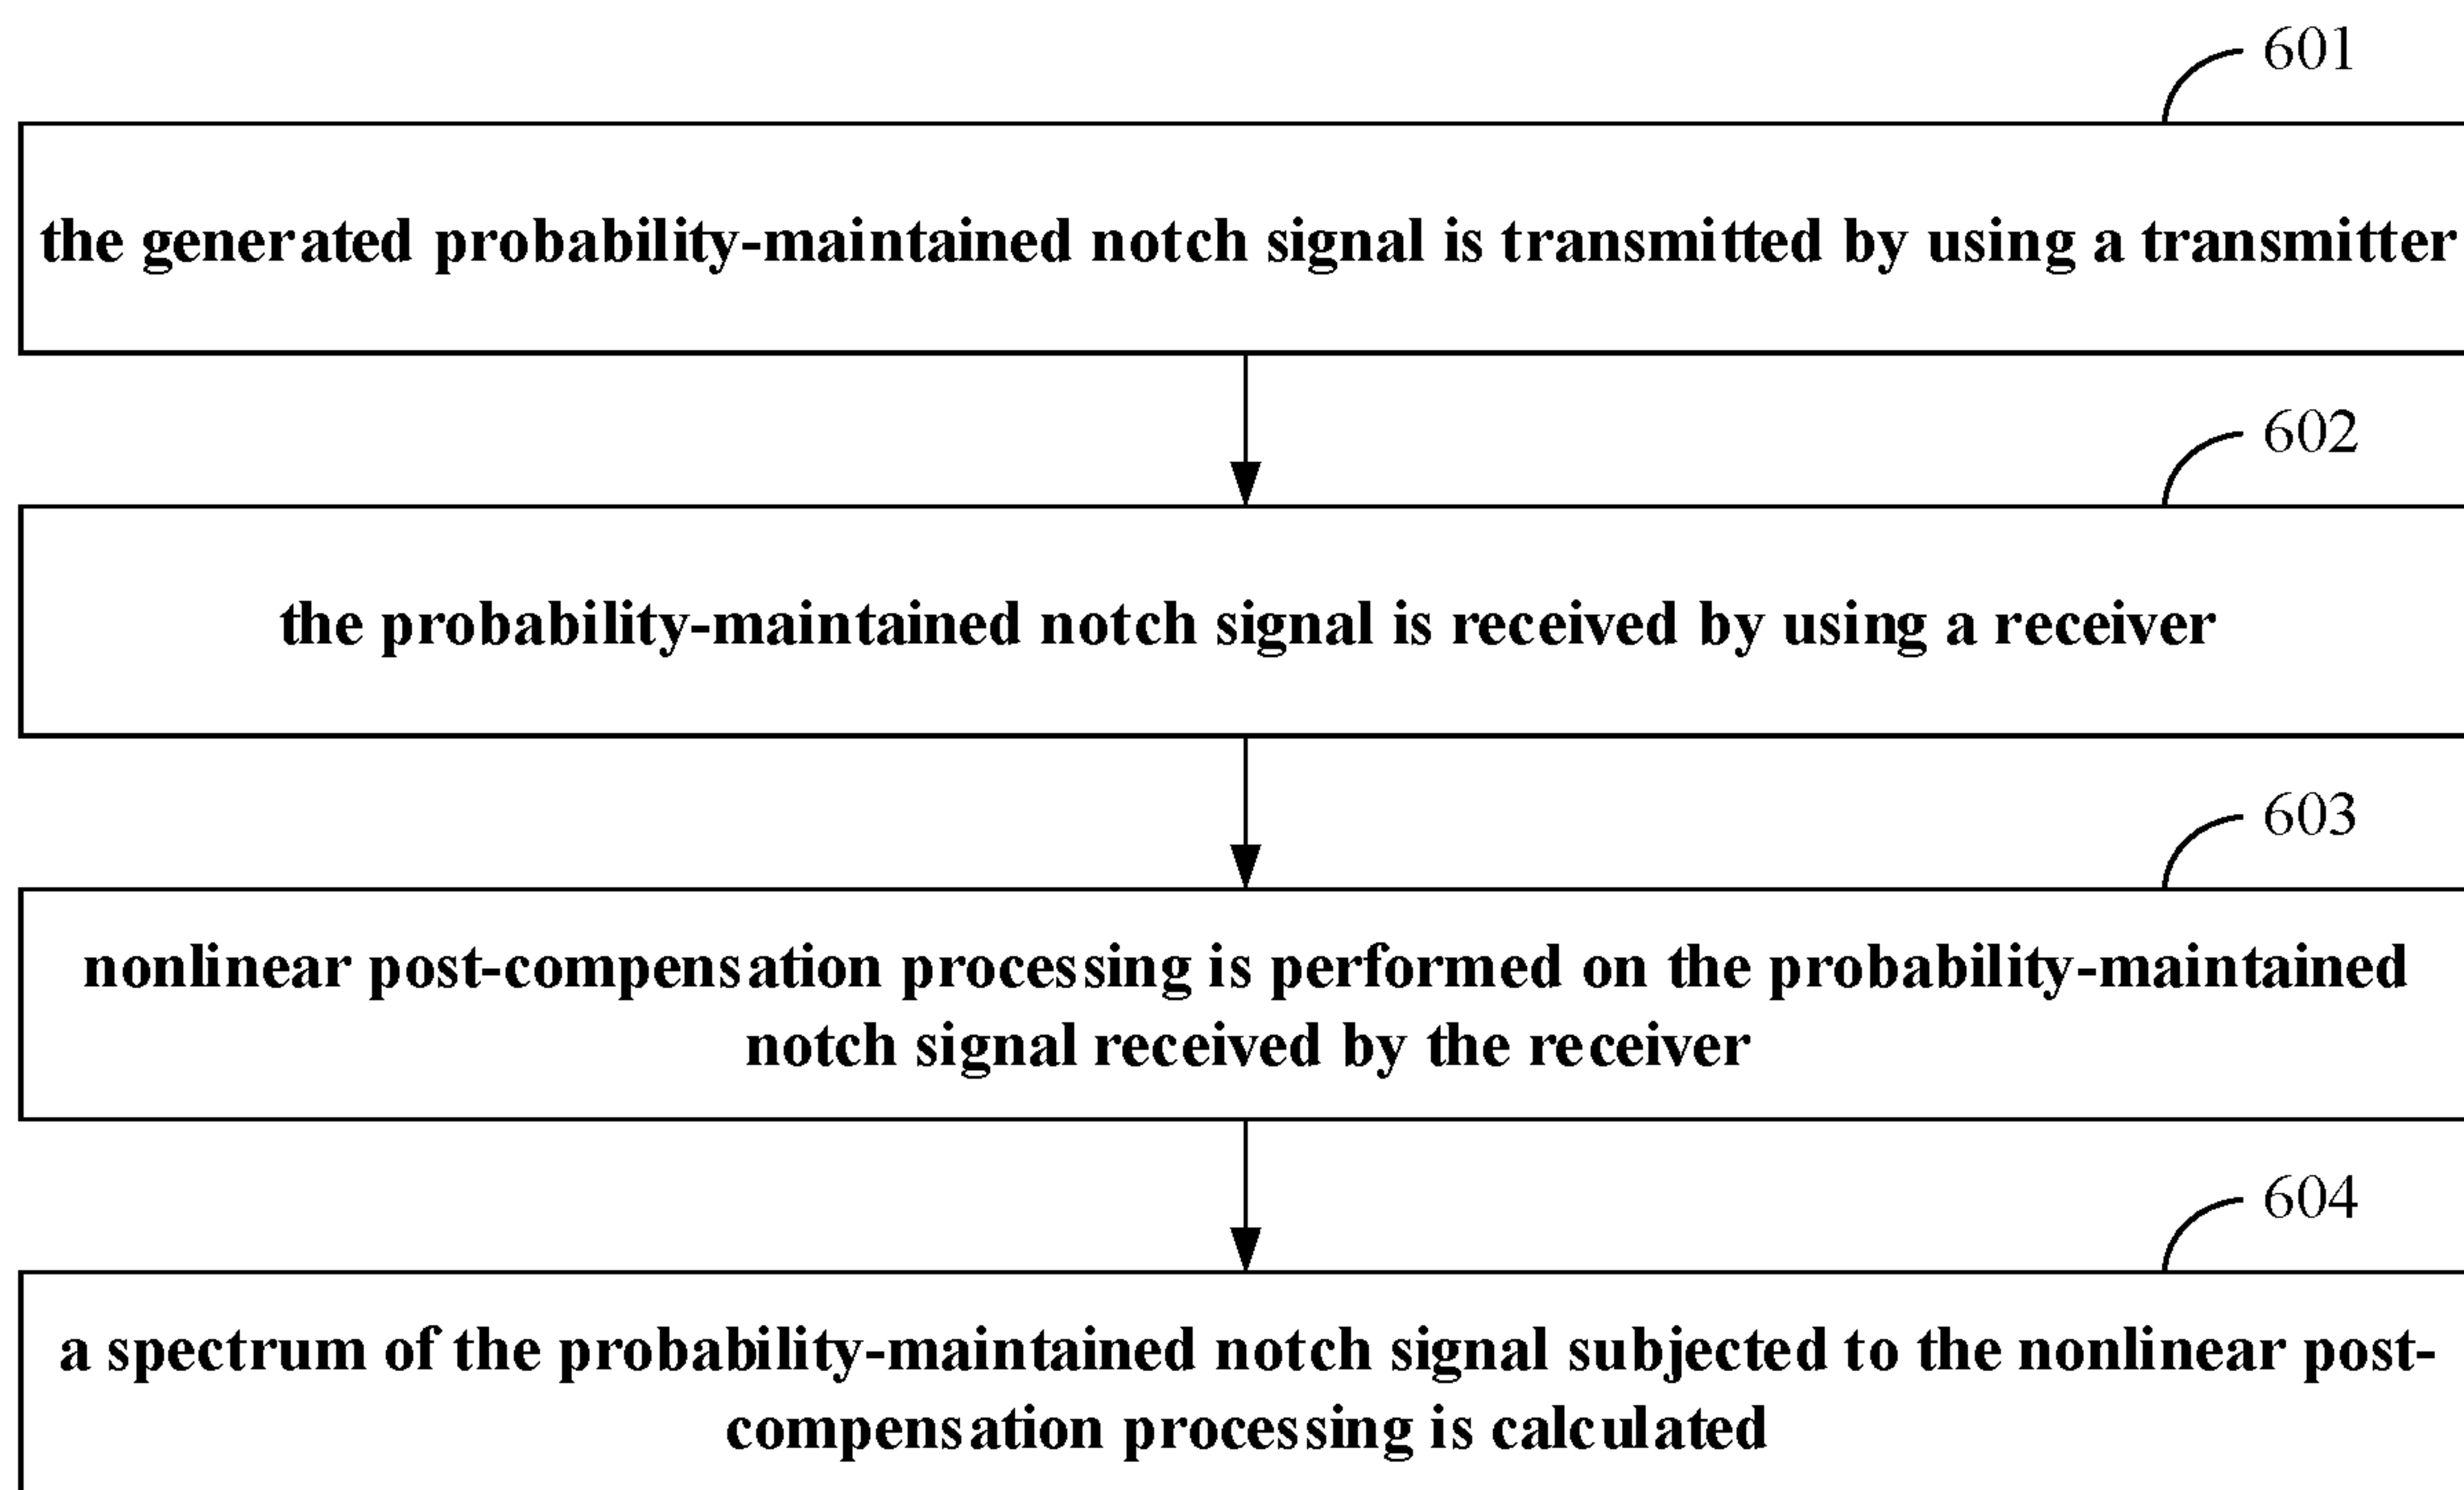 601
the generated probability-maintained notch signal is transmitted by using a transmitter
602
the probability-maintained notch signal is received by using a receiver
603
nonlinear post-compensation processing is performed on the probability-maintained
notch signal received by the receiver
604
a spectrum of the probability-maintained notch signal subjected to the nonlinear post-
compensation processing is calculated